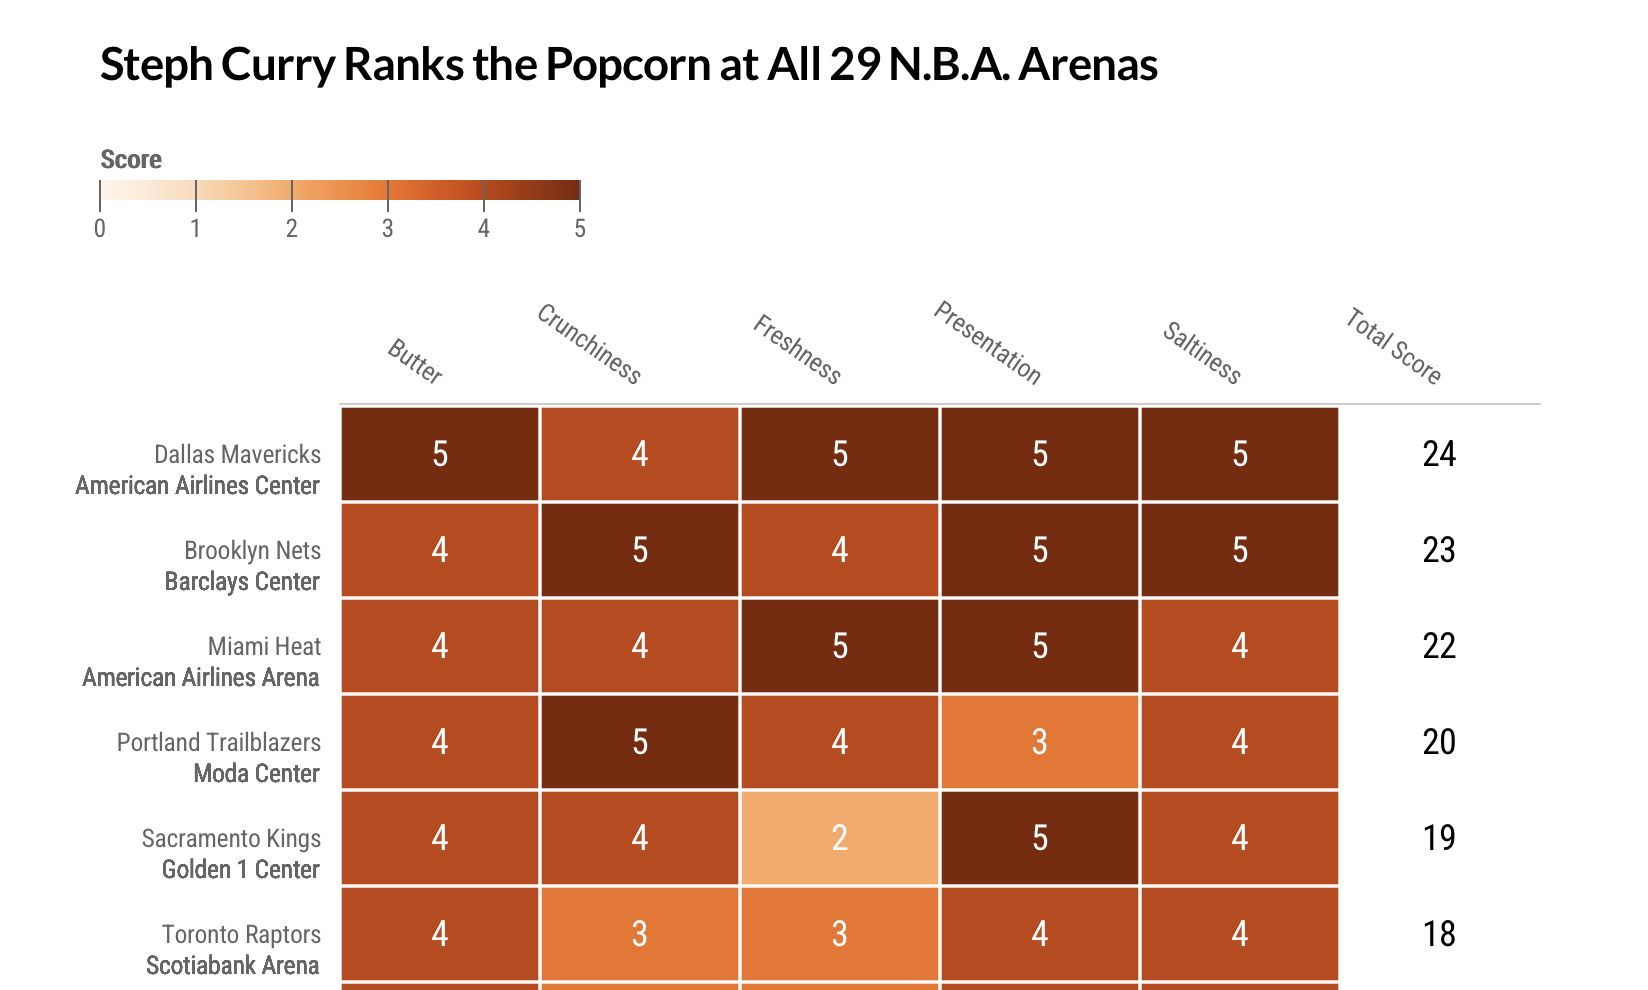 Steph Curry Ranks the Popcorn at All 29 N.B.A. Arenas
Score
0 1 2 3 4 5
Butter Crunchiness Freshness Presentation Saltiness Total Score
Dallas Mavericks
American Airlines Center
5 4 5 5 5 24
Brooklyn Nets
Barclays Center
4 5 4 5 5 23
Miami Heat
American Airlines Arena
4 4 5 5 4 22
Portland Trailblazers
Moda Center
4 5 4 3 4 20
Sacramento Kings
Golden 1 Center
4 4 2 5 4 19
Toronto Raptors
Scotiabank Arena
4 3 3 4 4 18